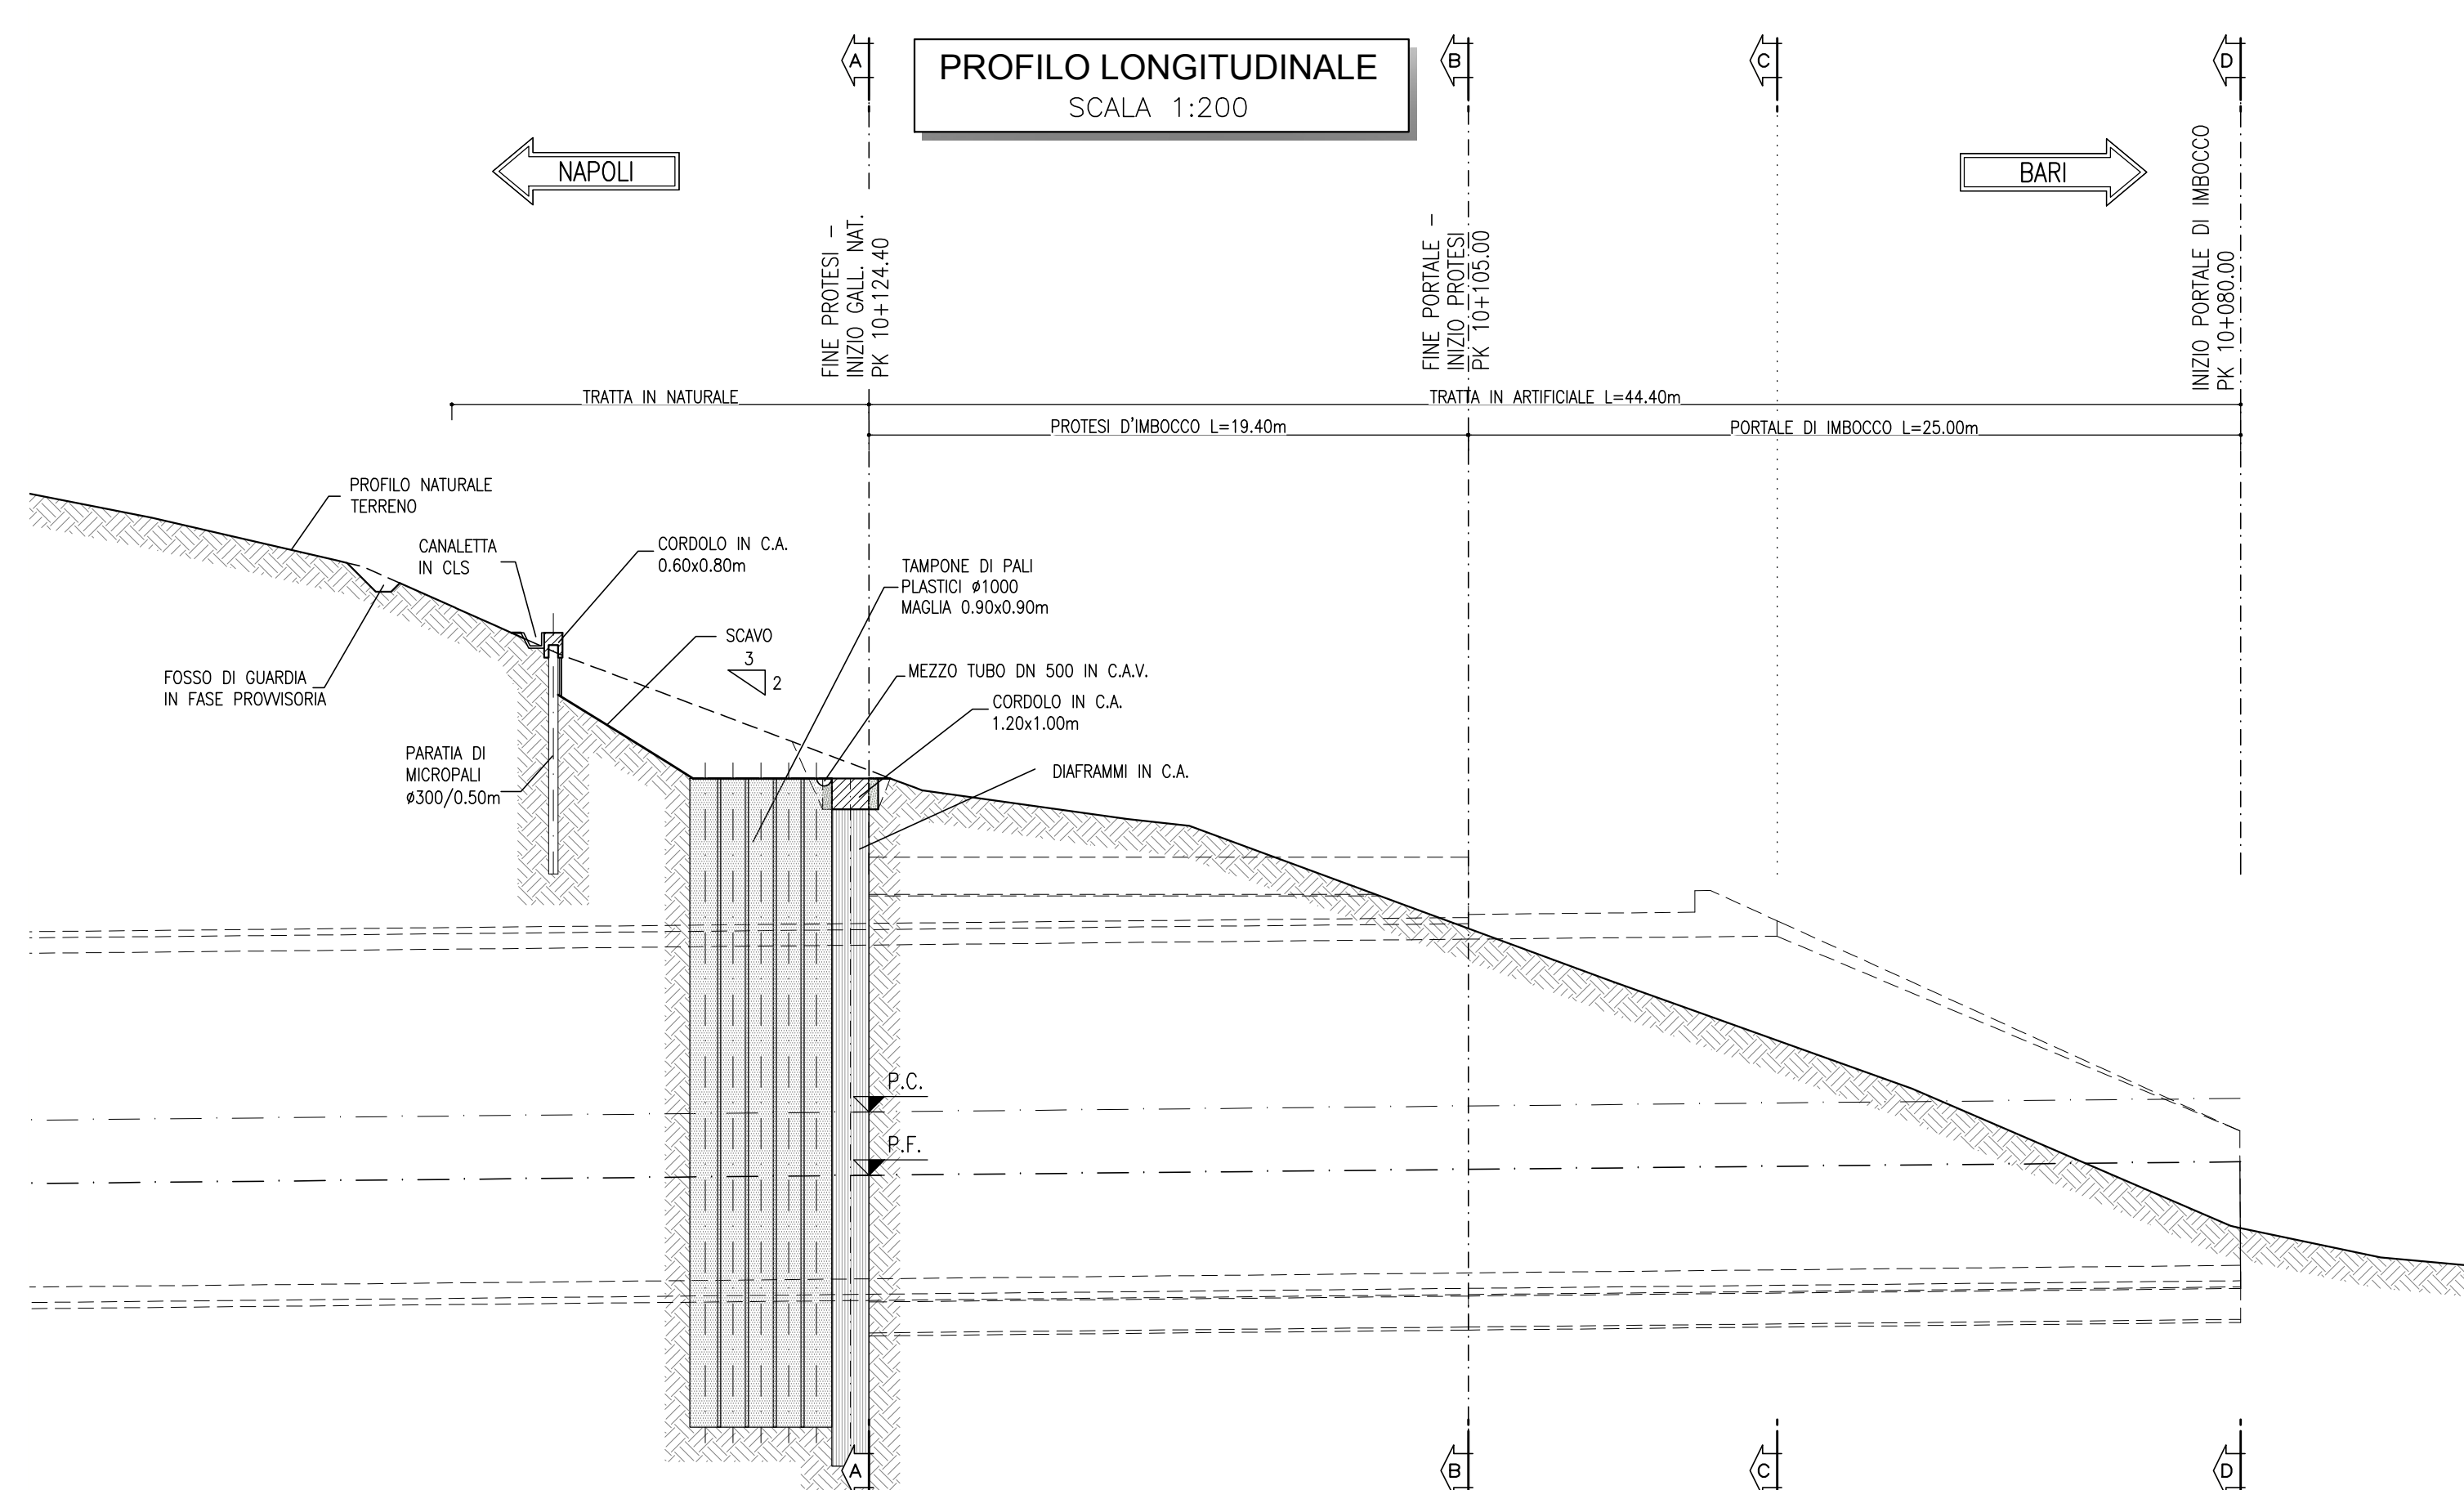 A
B
C
D
PROFILO LONGITUDINALE
SCALA 1:200
NAPOLI
BARI
FINE PROTESI –
INIZIO GALL. NAT.
PK 10+124.40
FINE PORTALE –
INIZIO PROTESI
PK 10+105.00
INIZIO PORTALE DI IMBOCCO
PK 10+080.00
TRATTA IN NATURALE
TRATTA IN ARTIFICIALE L=44.40m
PROTESI D'IMBOCCO L=19.40m
PORTALE DI IMBOCCO L=25.00m
PROFILO NATURALE
TERRENO
CANALETTA
IN CLS
CORDOLO IN C.A.
0.60x0.80m
TAMPONE DI PALI
PLASTICI ø1000
MAGLIA 0.90x0.90m
SCAVO
3
2
MEZZO TUBO DN 500 IN C.A.V.
FOSSO DI GUARDIA
IN FASE PROVVISORIA
CORDOLO IN C.A.
1.20x1.00m
PARATIA DI
MICROPALI
ø300/0.50m
DIAFRAMMI IN C.A.
P.C.
P.F.
A
B
C
D